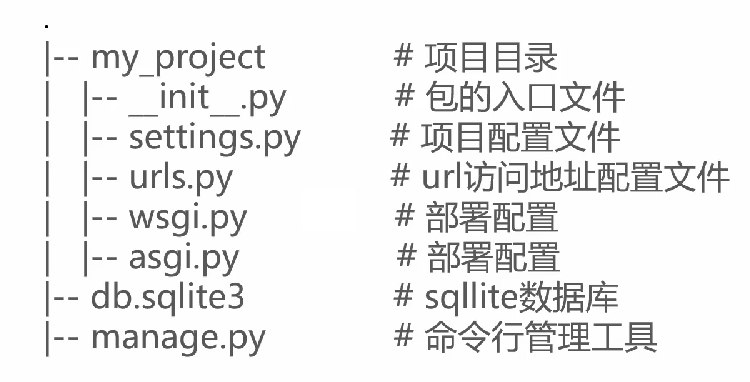 .
|-- my_project # 项目目录
| |-- __init__.py # 包的入口文件
| |-- settings.py # 项目配置文件
| |-- urls.py # url访问地址配置文件
| |-- wsgi.py # 部署配置
| |-- asgi.py # 部署配置
|-- db.sqlite3 # sqllite数据库
|-- manage.py # 命令行管理工具